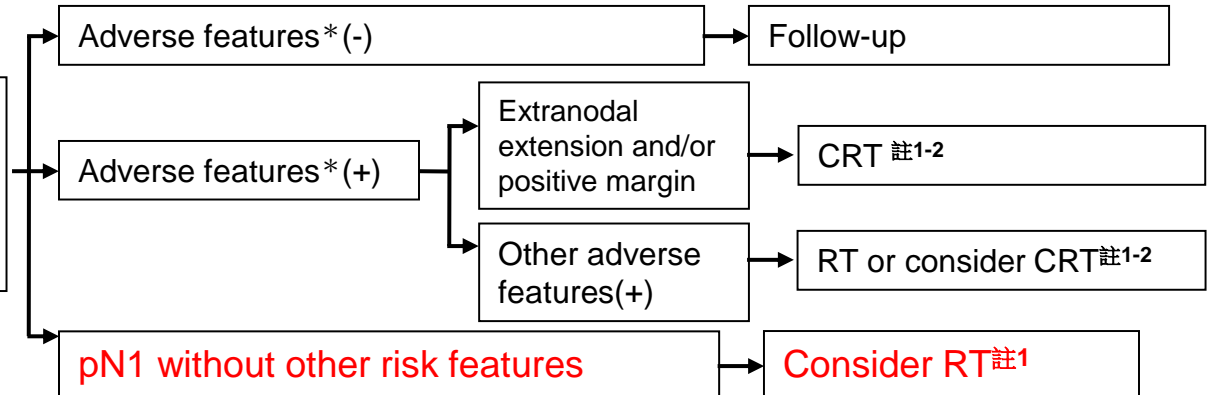 Adverse features＊(-)
Follow-up
Adverse features＊(+)
Extranodal
extension and/or
positive margin
CRT 註1-2
Other adverse
features(+)
RT or consider CRT註1-2
pN1 without other risk features
Consider RT註1